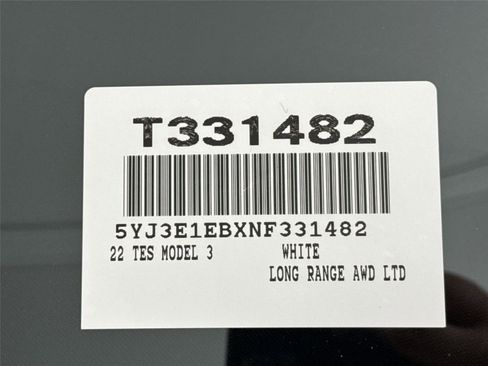 T331482
5YJ3E1EBXNF331482
22 TES MODEL 3 WHITE
LONG RANGE AWD LTD